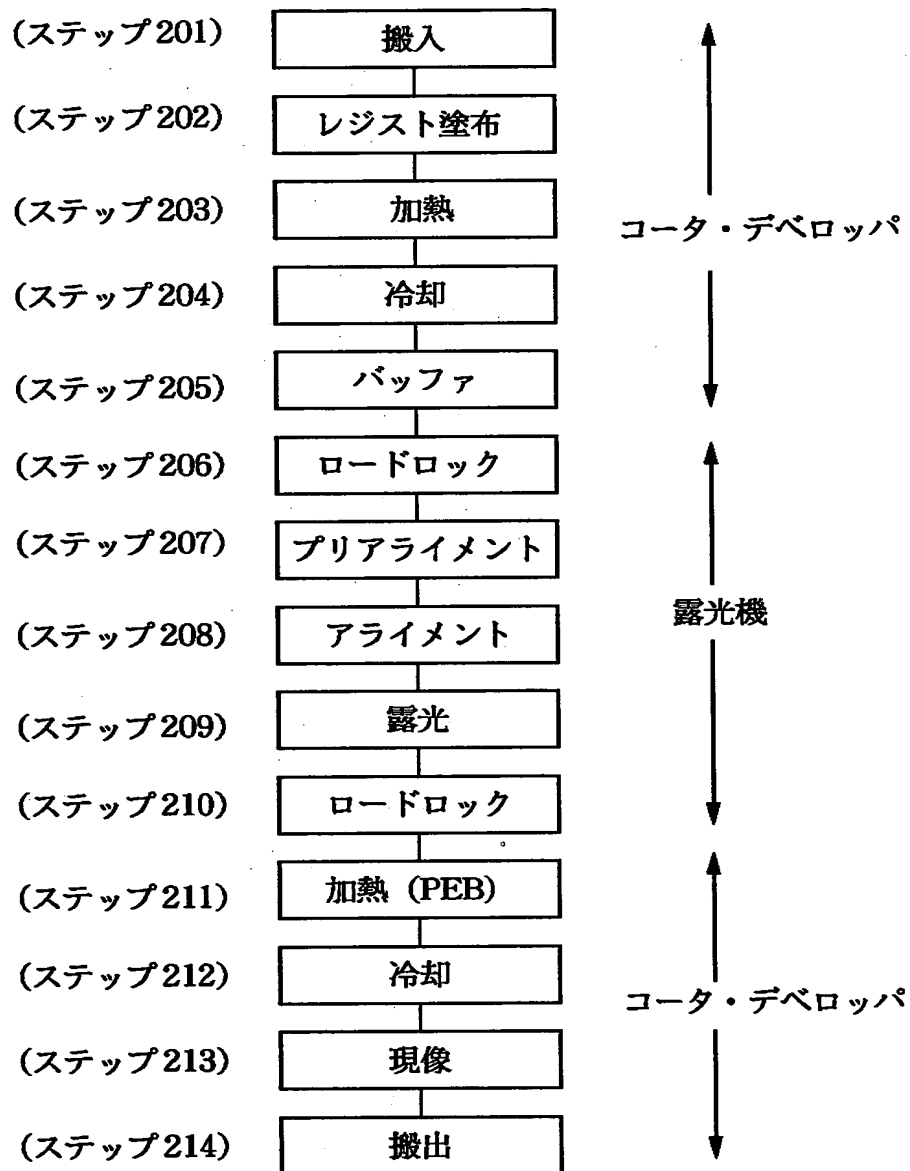 (ステップ201) 搬入
(ステップ202) レジスト塗布
(ステップ203) 加熱
コータ・デベロッパ
(ステップ204) 冷却
(ステップ205) バッファ
(ステップ206) ロードロック
(ステップ207) プリアライメント
露光機
(ステップ208) アライメント
(ステップ209) 露光
(ステップ210) ロードロック
(ステップ211) 加熱 (PEB)
(ステップ212) 冷却
コータ・デベロッパ
(ステップ213) 現像
(ステップ214) 搬出